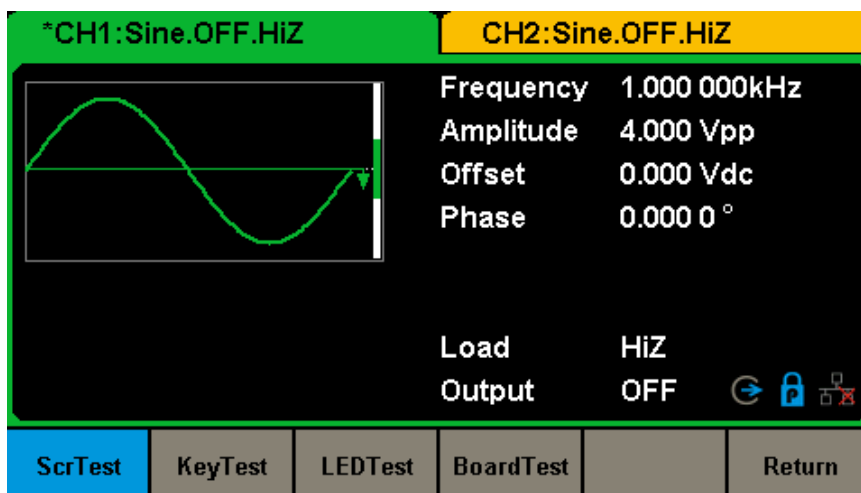 *CH1:Sine.OFF.HiZ CH2:Sine.OFF.HiZ
Frequency 1.000 000kHz
Amplitude 4.000 Vpp
Offset 0.000 Vdc
Phase 0.000 0 °
Load HiZ
Output OFF P
ScrTest KeyTest LEDTest BoardTest Return